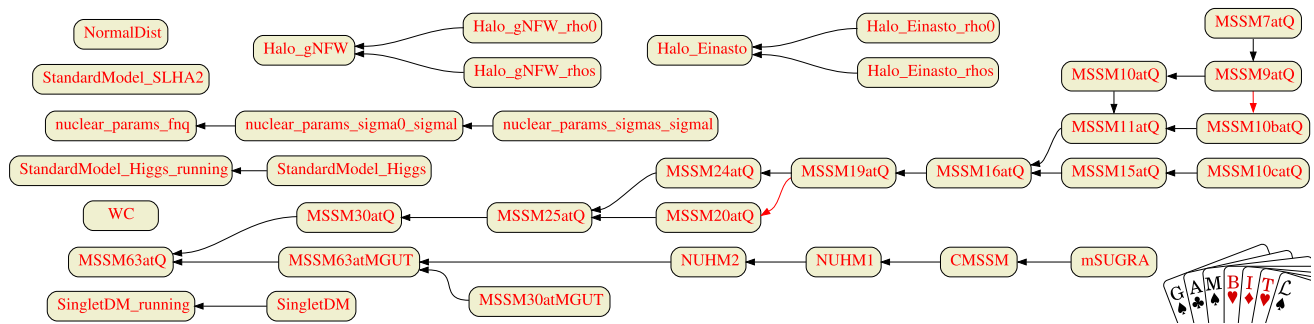 NormalDist
Halo_gNFW
Halo_gNFW_rho0
Halo_gNFW_rhos
Halo_Einasto
Halo_Einasto_rho0
Halo_Einasto_rhos
MSSM7atQ
StandardModel_SLHA2
MSSM10atQ
MSSM9atQ
nuclear_params_fnq
nuclear_params_sigma0_sigmal
nuclear_params_sigmas_sigmal
MSSM11atQ
MSSM10batQ
StandardModel_Higgs_running
StandardModel_Higgs
MSSM24atQ
MSSM19atQ
MSSM16atQ
MSSM15atQ
MSSM10catQ
WC
MSSM30atQ
MSSM25atQ
MSSM20atQ
MSSM63atQ
MSSM63atMGUT
NUHM2
NUHM1
CMSSM
mSUGRA
SingletDM_running
SingletDM
MSSM30atMGUT
GAMBIT